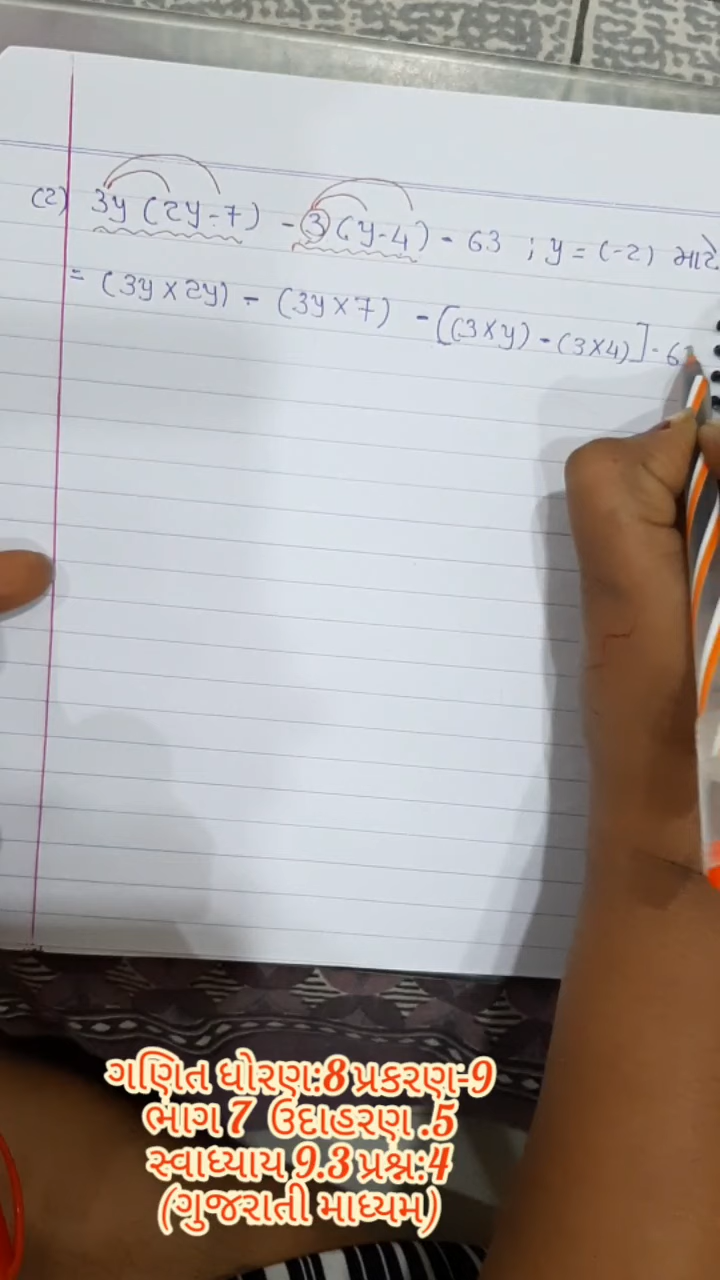 (2) 3y (2y-7) - 3 (y-4) - 63 ; y = (-2) માટે
= (3y × 2y) - (3y × 7) - [(3 × y) - (3×4)] - 6
ગણિત ધોરણ:8 પ્રકરણ-9
ભાગ 7 ઉદાહરણ .5
સ્વાધ્યાય 9.3 પ્રશ્ન:4
(ગુજરાતી માધ્યમ)